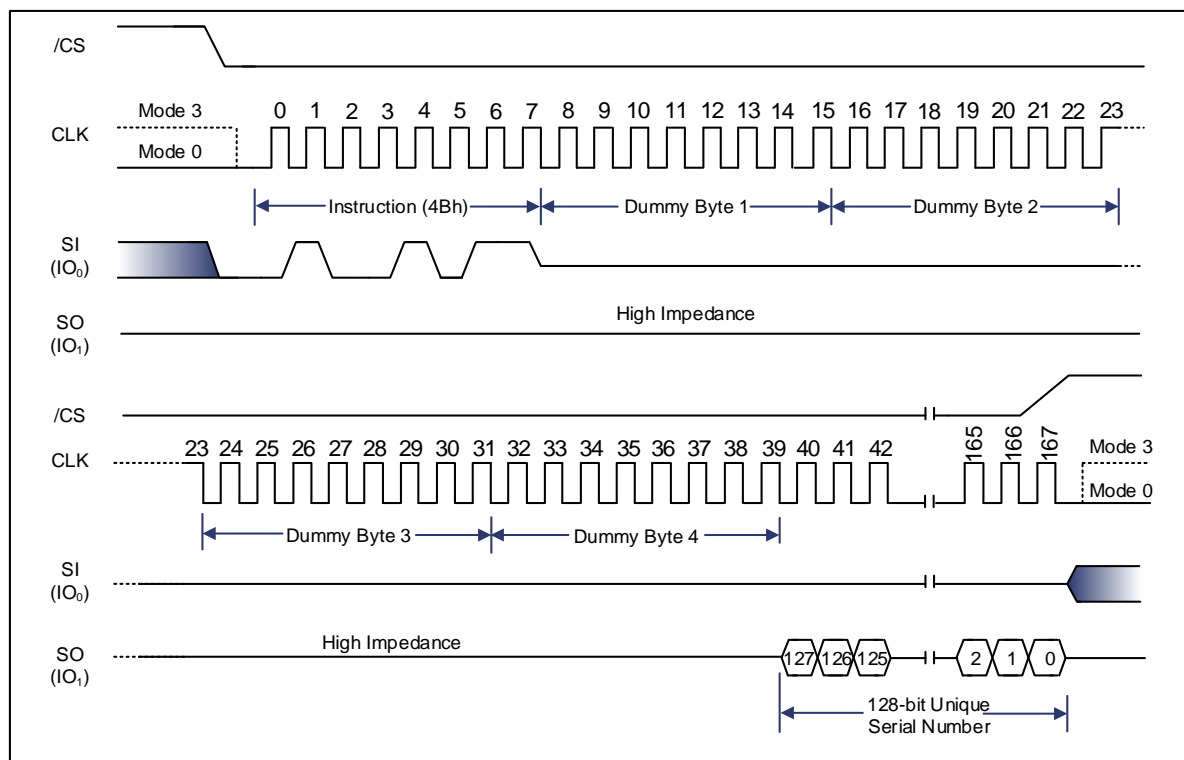 /CS
Mode 3
0 1 2 3 4 5 6 7 8 9 10 11 12 13 14 15 16 17 18 19 20 21 22 23
CLK
Mode 0
Instruction (4Bh)
Dummy Byte 1
Dummy Byte 2
SI
(IO₀)
High Impedance
SO
(IO₁)
/CS
23 24 25 26 27 28 29 30 31 32 33 34 35 36 37 38 39 40 41 42 165 166 167
CLK
Mode 3
Mode 0
Dummy Byte 3
Dummy Byte 4
SI
(IO₀)
High Impedance
SO
(IO₁)
127 126 125 2 1 0
128-bit Unique
Serial Number